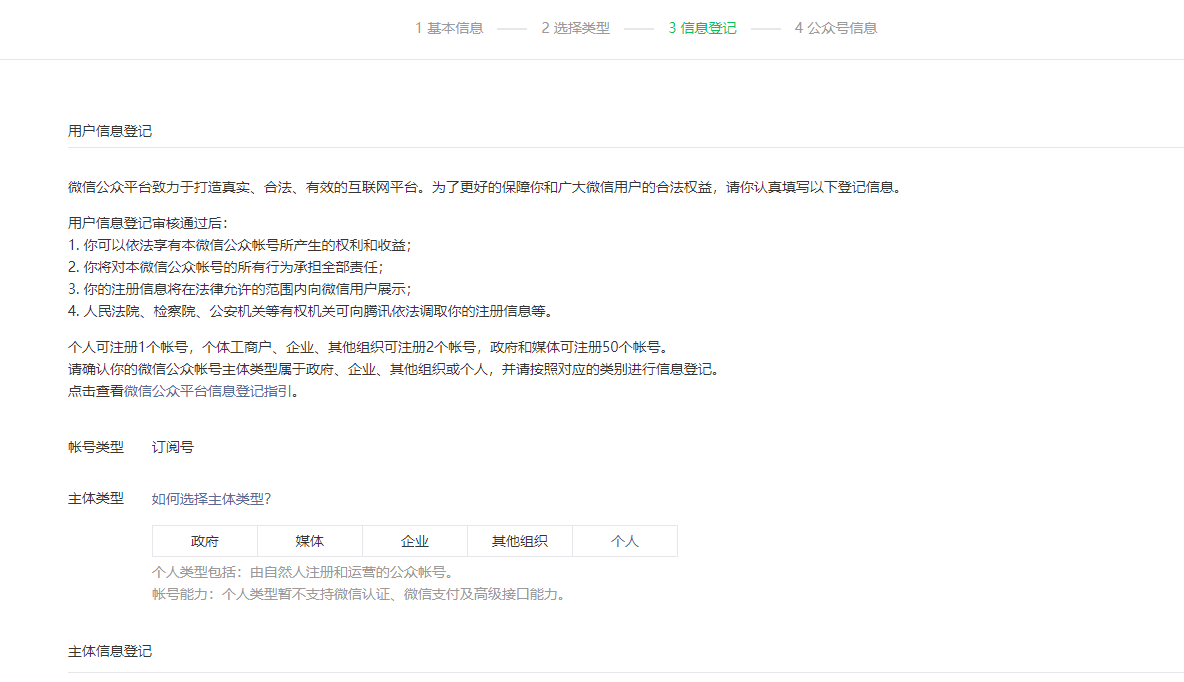 1 基本信息 2 选择类型 3 信息登记 4 公众号信息
用户信息登记
微信公众平台致力于打造真实、合法、有效的互联网平台。为了更好的保障你和广大微信用户的合法权益，请你认真填写以下登记信息。
用户信息登记审核通过后：
1. 你可以依法享有本微信公众帐号所产生的权利和收益；
2. 你将对本微信公众帐号的所有行为承担全部责任；
3. 你的注册信息将在法律允许的范围内向微信用户展示；
4. 人民法院、检察院、公安机关等有权机关可向腾讯依法调取你的注册信息等。
个人可注册1个帐号，个体工商户、企业、其他组织可注册2个帐号，政府和媒体可注册50个帐号。
请确认你的微信公众帐号主体类型属于政府、企业、其他组织或个人，并请按照对应的类别进行信息登记。
点击查看微信公众平台信息登记指引。
帐号类型 订阅号
主体类型 如何选择主体类型？
政府 媒体 企业 其他组织 个人
个人类型包括：由自然人注册和运营的公众帐号。
帐号能力：个人类型暂不支持微信认证、微信支付及高级接口能力。
主体信息登记